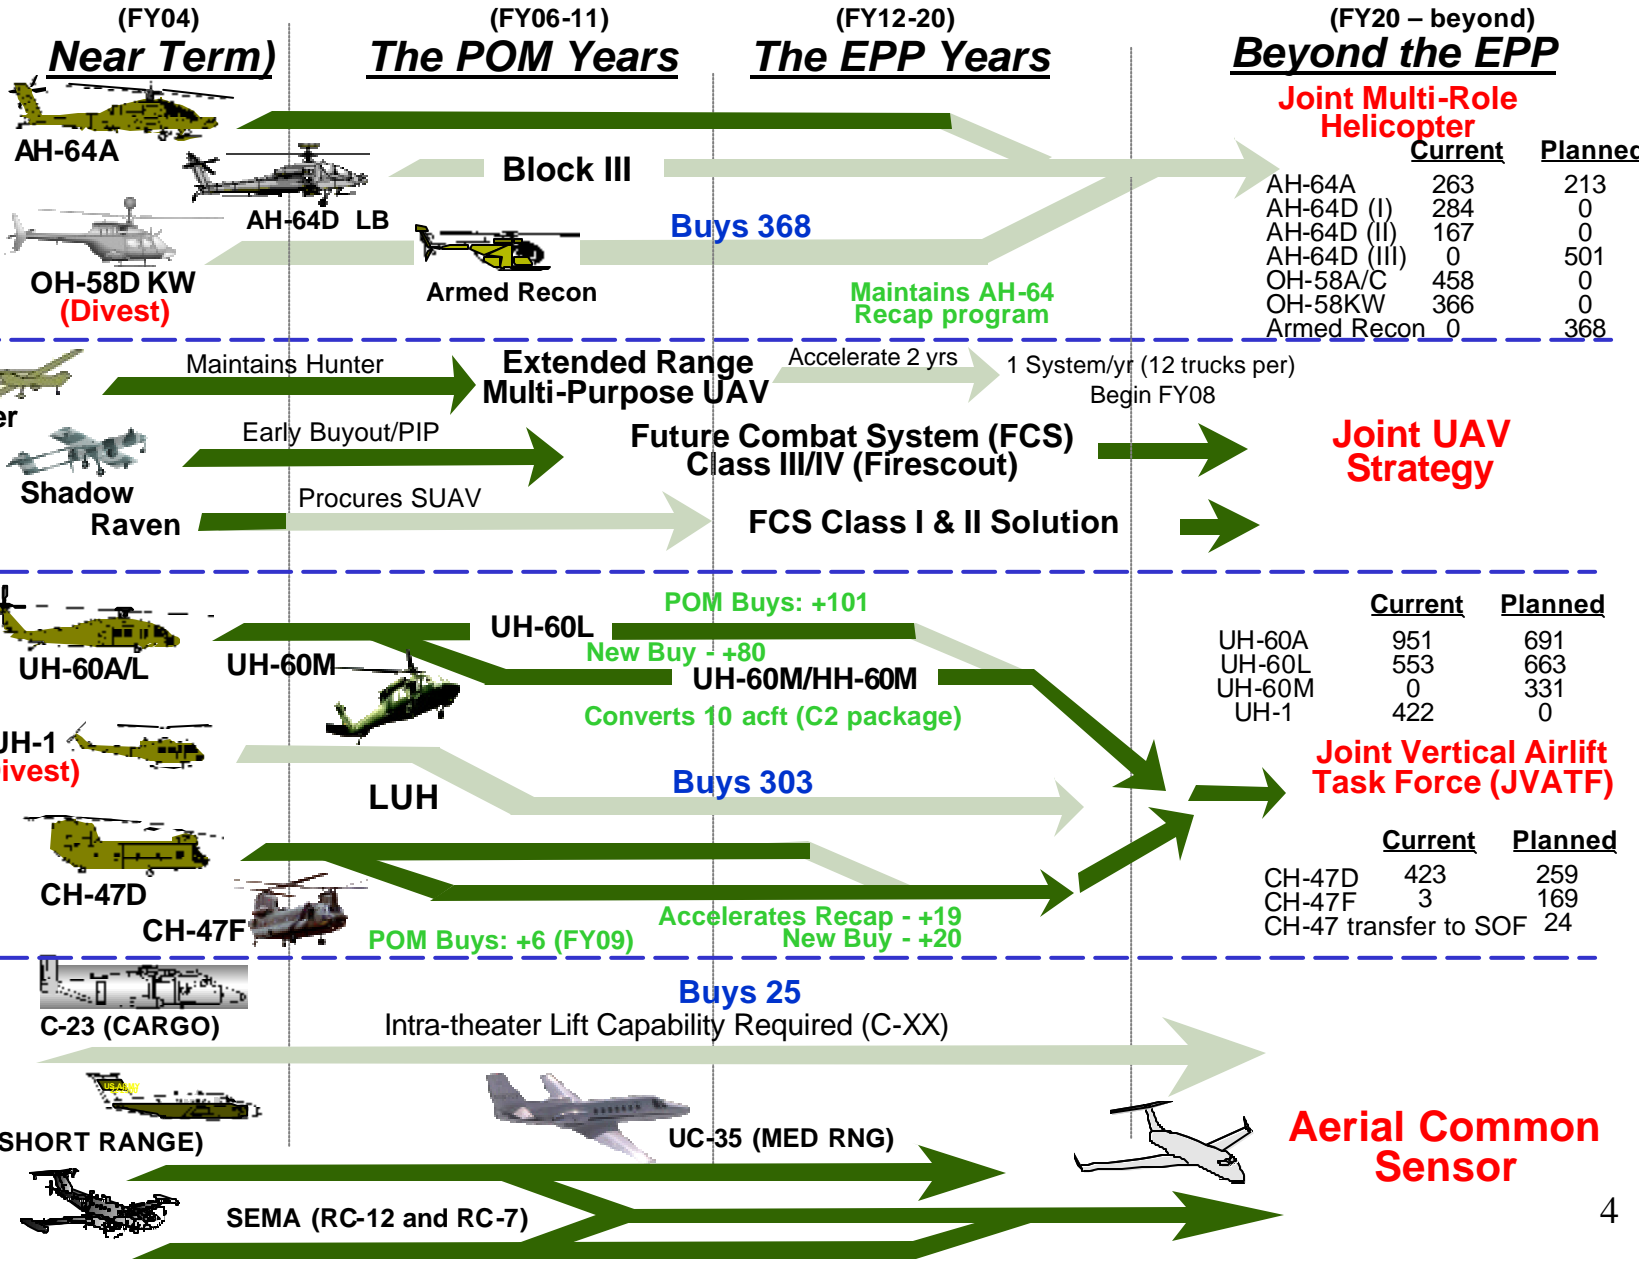 (FY04)
Near Term)
(FY06-11)
The POM Years
(FY12-20)
The EPP Years
(FY20 – beyond)
Beyond the EPP
AH-64A
AH-64D LB
Block III
OH-58D KW
(Divest)
Armed Recon
Buys 368
Maintains AH-64
Recap program
Joint Multi-Role
Helicopter
Current Planned
AH-64A 263 213
AH-64D (I) 284 0
AH-64D (II) 167 0
AH-64D (III) 0 501
OH-58A/C 458 0
OH-58KW 366 0
Armed Recon 0 368
er
Maintains Hunter
Extended Range
Multi-Purpose UAV
Accelerate 2 yrs
1 System/yr (12 trucks per)
Begin FY08
Shadow
Early Buyout/PIP
Future Combat System (FCS)
Class III/IV (Firescout)
Joint UAV
Strategy
Raven
Procures SUAV
FCS Class I & II Solution
UH-60A/L
UH-60M
UH-60L
POM Buys: +101
New Buy - +80
UH-60M/HH-60M
Converts 10 acft (C2 package)
Current Planned
UH-60A 951 691
UH-60L 553 663
UH-60M 0 331
UH-1 422 0
UH-1
Divest)
LUH
Buys 303
Joint Vertical Airlift
Task Force (JVATF)
CH-47D
CH-47F
POM Buys: +6 (FY09)
Accelerates Recap - +19
New Buy - +20
Current Planned
CH-47D 423 259
CH-47F 3 169
CH-47 transfer to SOF 24
C-23 (CARGO)
Buys 25
Intra-theater Lift Capability Required (C-XX)
SHORT RANGE)
UC-35 (MED RNG)
SEMA (RC-12 and RC-7)
Aerial Common
Sensor
4